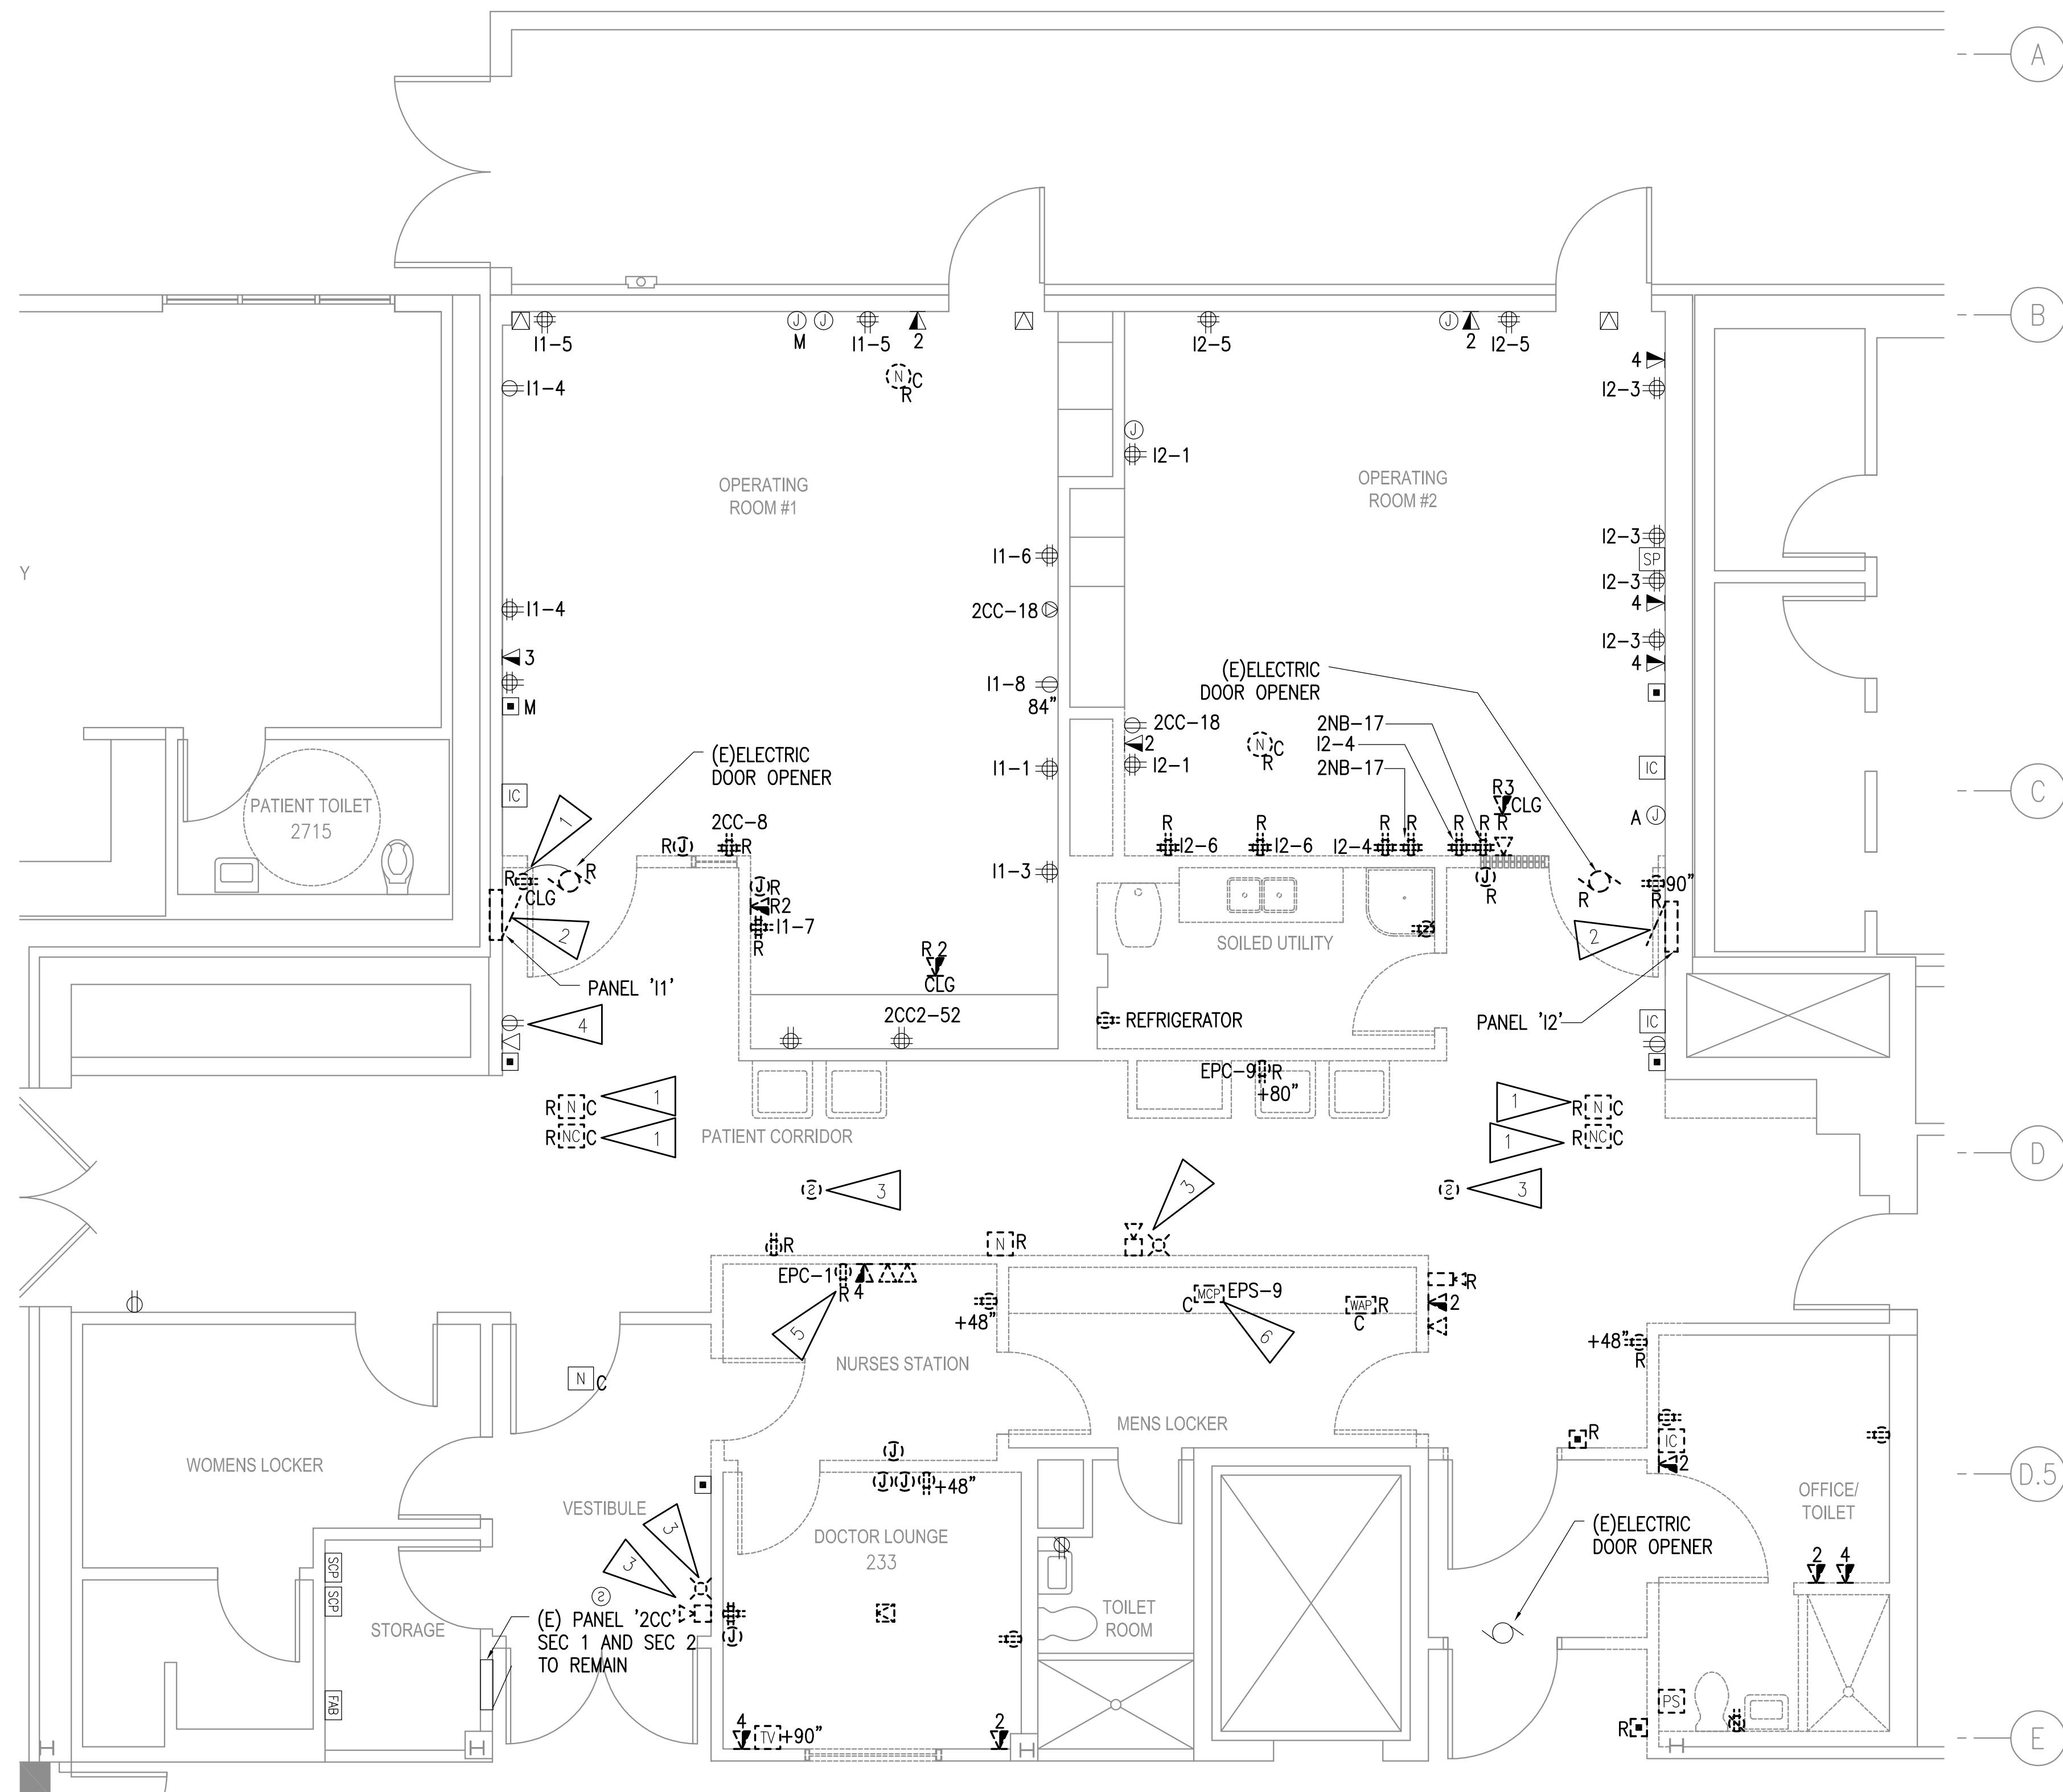 A
B
I1-5
M
I1-5
2
I2-5
2
I2-5
I1-4
N
C
R
4
I2-3
J
J
J
J
I2-1
OPERATING
ROOM #1
OPERATING
ROOM #2
I2-3
SP
I2-3
4
I1-6
Y
I1-4
2CC-18
I2-3
4
3
(E)ELECTRIC
DOOR OPENER
M
I1-8
84"
2CC-18
2
I2-1
N
C
R
2NB-17
I2-4
2NB-17
(E)ELECTRIC
DOOR OPENER
I1-1
IC
IC
C
PATIENT TOILET
2715
R3
CLG
A
J
1
R
J
2CC-8
R
R
I2-6
R
I2-6
R
I2-4
R
R
R
R
I1-3
R
R
CLG
J
R
R2
I1-7
R
J
R
R
90"
R
2
2
SOILED UTILITY
R 2
CLG
PANEL 'I1'
2CC2-52
REFRIGERATOR
PANEL 'I2'
IC
4
EPC-9
R
+80"
R
N
C
1
R
NC
C
1
PATIENT CORRIDOR
1
R
N
C
1
R
NC
C
D
S
3
3
S
3
R
N
R
EPC-1
R
4
5
+48"
MCP
EPS-9
C
6
WAP
R
C
R
2
NURSES STATION
+48"
R
N
C
MENS LOCKER
WOMENS LOCKER
J
R
IC
2
D.5
J
J
+48"
VESTIBULE
3
3
DOCTOR LOUNGE
233
OFFICE/
TOILET
(E)ELECTRIC
DOOR OPENER
2
4
SCP
SCP
S
STORAGE
(E) PANEL '2CC'
SEC 1 AND SEC 2
TO REMAIN
J
TOILET
ROOM
FAB
PS
4
TV
+90"
2
R
E